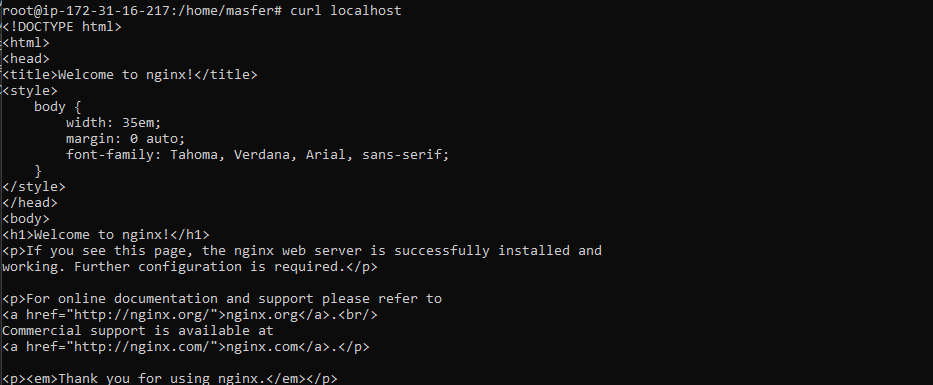 root@ip-172-31-16-217:/home/masfer# curl localhost
<!DOCTYPE html>
<html>
<head>
<title>Welcome to nginx!</title>
<style>
    body {
        width: 35em;
        margin: 0 auto;
        font-family: Tahoma, Verdana, Arial, sans-serif;
    }
</style>
</head>
<body>
<h1>Welcome to nginx!</h1>
<p>If you see this page, the nginx web server is successfully installed and
working. Further configuration is required.</p>

<p>For online documentation and support please refer to
<a href="http://nginx.org/">nginx.org</a>.<br/>
Commercial support is available at
<a href="http://nginx.com/">nginx.com</a>.</p>

<p><em>Thank you for using nginx.</em></p>